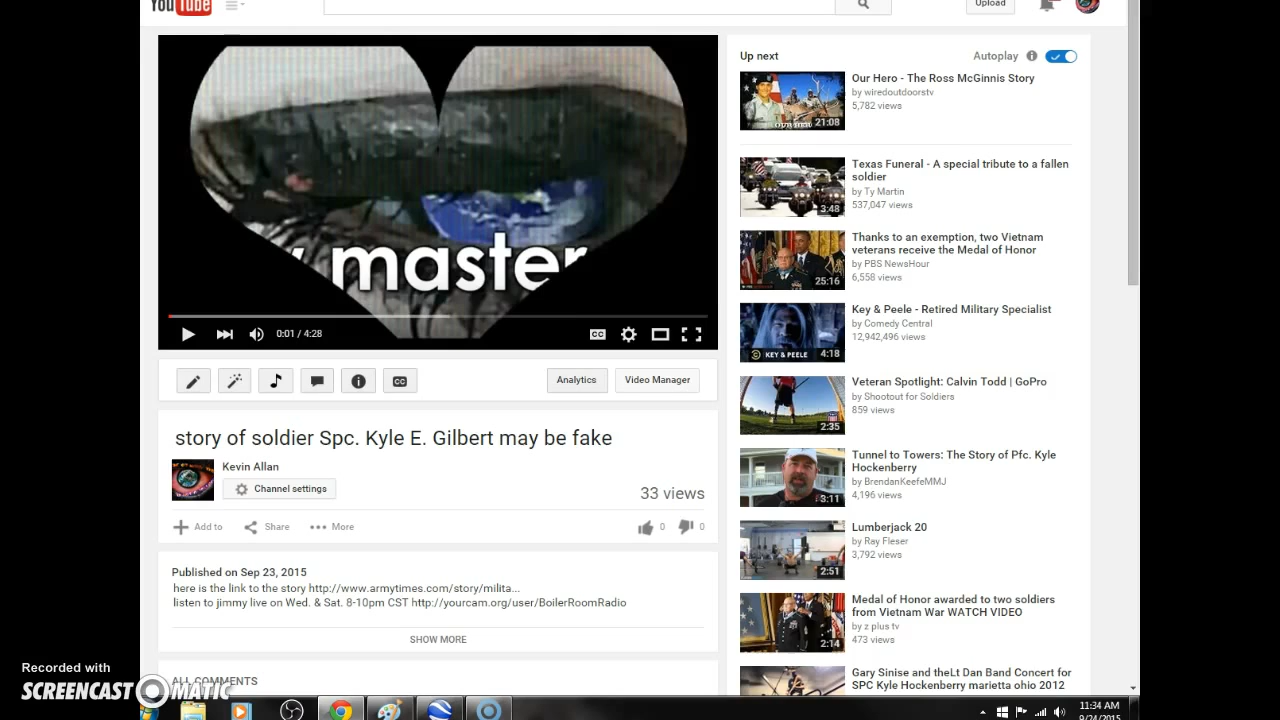 YouTube
Upload
master
0:01 / 4:28
CC
Analytics
Video Manager
story of soldier Spc. Kyle E. Gilbert may be fake
Kevin Allan
Channel settings
33 views
Add to
Share
More
0
0
Published on Sep 23, 2015
here is the link to the story http://www.armytimes.com/story/milita...
listen to jimmy live on Wed. & Sat. 8-10pm CST http://yourcam.org/user/BoilerRoomRadio
SHOW MORE
ALL COMMENTS
Up next
Autoplay
Our Hero - The Ross McGinnis Story
by wiredoutdoorstv
5,782 views
21:08
Texas Funeral - A special tribute to a fallen
soldier
by Ty Martin
537,047 views
3:48
Thanks to an exemption, two Vietnam
veterans receive the Medal of Honor
by PBS NewsHour
6,558 views
25:16
Key & Peele - Retired Military Specialist
by Comedy Central
12,942,496 views
KEY & PEELE
4:18
Veteran Spotlight: Calvin Todd | GoPro
by Shootout for Soldiers
859 views
2:35
Tunnel to Towers: The Story of Pfc. Kyle
Hockenberry
by BrendanKeefeMMJ
4,196 views
3:11
Lumberjack 20
by Ray Fleser
3,792 views
2:51
Medal of Honor awarded to two soldiers
from Vietnam War WATCH VIDEO
by z plus tv
473 views
2:14
Gary Sinise and theLt Dan Band Concert for
SPC Kyle Hockenberry marietta ohio 2012
Recorded with
SCREENCAST-O-MATIC
11:34 AM
9/24/2015